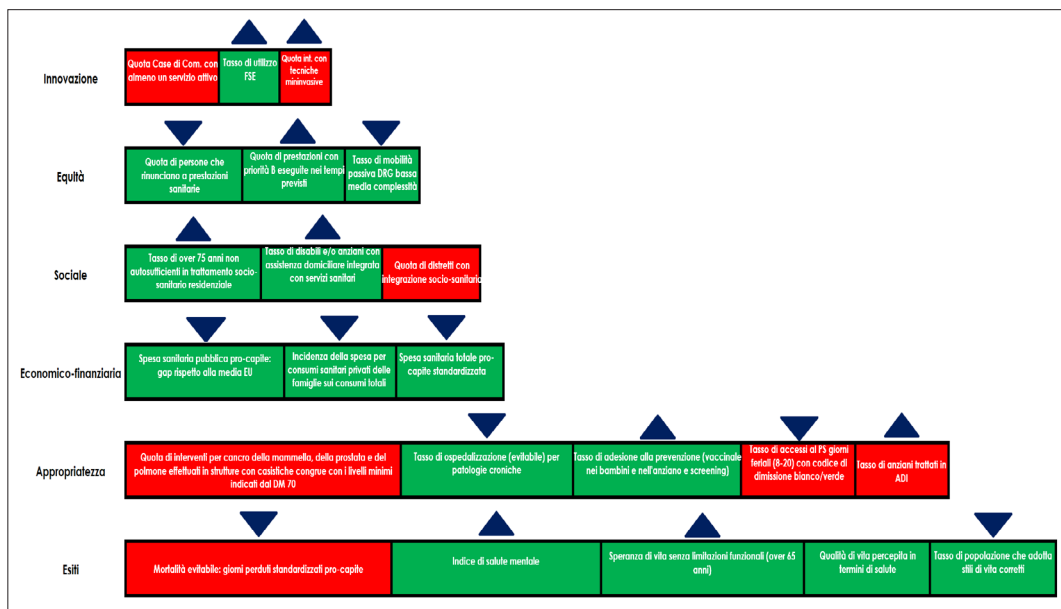 Innovazione
Quota Case di Com. con
almeno un servizio attivo
Tasso di utilizzo
FSE
Quota int. con
tecniche
mininvasive
Equità
Quota di persone che
rinunciano a prestazioni
sanitarie
Quota di prestazioni con
priorità B eseguite nei tempi
previsti
Tasso di mobilità
passiva DRG bassa
media complessità
Sociale
Tasso di over 75 anni non
autosufficienti in trattamento socio-
sanitario residenziale
Tasso di disabili e/o anziani con
assistenza domiciliare integrata
con servizi sanitari
Quota di distretti con
integrazione socio-sanitaria
Economico-finanziaria
Spesa sanitaria pubblica pro-capite:
gap rispetto alla media EU
Incidenza della spesa per
consumi sanitari privati delle
famiglie sui consumi totali
Spesa sanitaria totale pro-
capite standardizzata
Appropriatezza
Quota di interventi per cancro della mammella, della prostata e del
polmone effettuati in strutture con casistiche congrue con i livelli minimi
indicati dal DM 70
Tasso di ospedalizzazione (evitabile) per
patologie croniche
Tasso di adesione alla prevenzione (vaccinale
nei bambini e nell'anziano e screening)
Tasso di accessi al PS giorni
feriali (8-20) con codice di
dimissione bianco/verde
Tasso di anziani trattati in
ADI
Esiti
Mortalità evitabile: giorni perduti standardizzati pro-capite
Indice di salute mentale
Speranza di vita senza limitazioni funzionali (over 65
anni)
Qualità di vita percepita in
termini di salute
Tasso di popolazione che adotta
stili di vita corretti